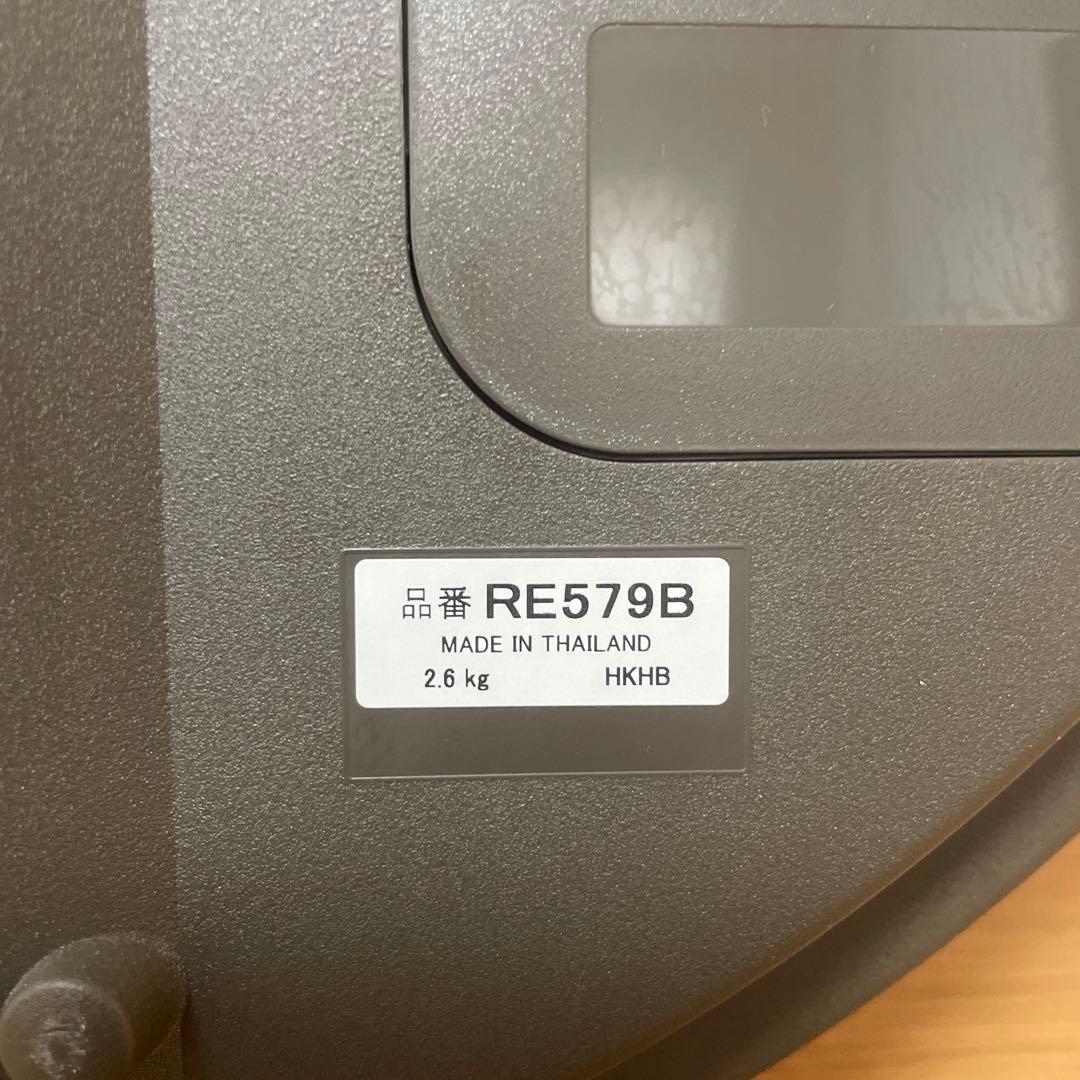 品番 RE579B
MADE IN THAILAND
2.6 kg HKHB